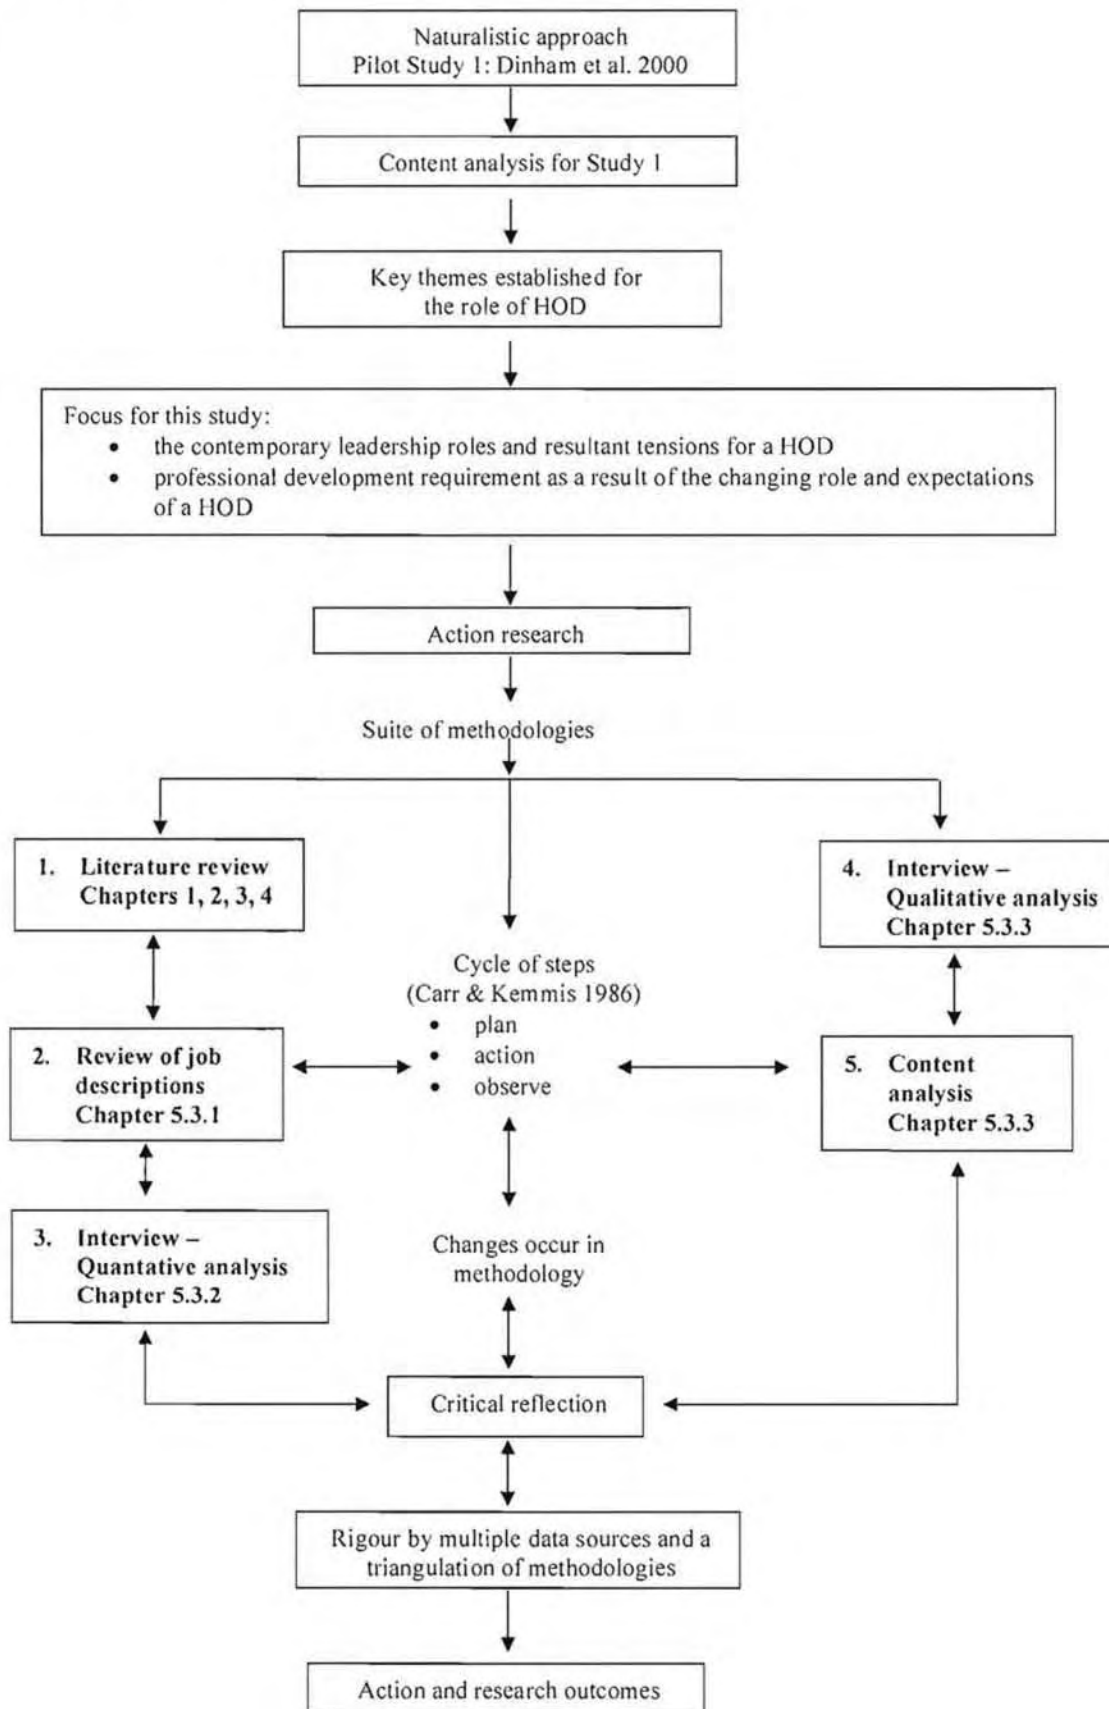 Naturalistic approach
Pilot Study 1: Dinham et al. 2000
Content analysis for Study 1
Key themes established for
the role of HOD
Focus for this study:
• the contemporary leadership roles and resultant tensions for a HOD
• professional development requirement as a result of the changing role and expectations
of a HOD
Action research
Suite of methodologies
1. Literature review
Chapters 1, 2, 3, 4
2. Review of job
descriptions
Chapter 5.3.1
3. Interview –
Quantative analysis
Chapter 5.3.2
Cycle of steps
(Carr & Kemmis 1986)
• plan
• action
• observe
Changes occur in
methodology
4. Interview –
Qualitative analysis
Chapter 5.3.3
5. Content
analysis
Chapter 5.3.3
Critical reflection
Rigour by multiple data sources and a
triangulation of methodologies
Action and research outcomes